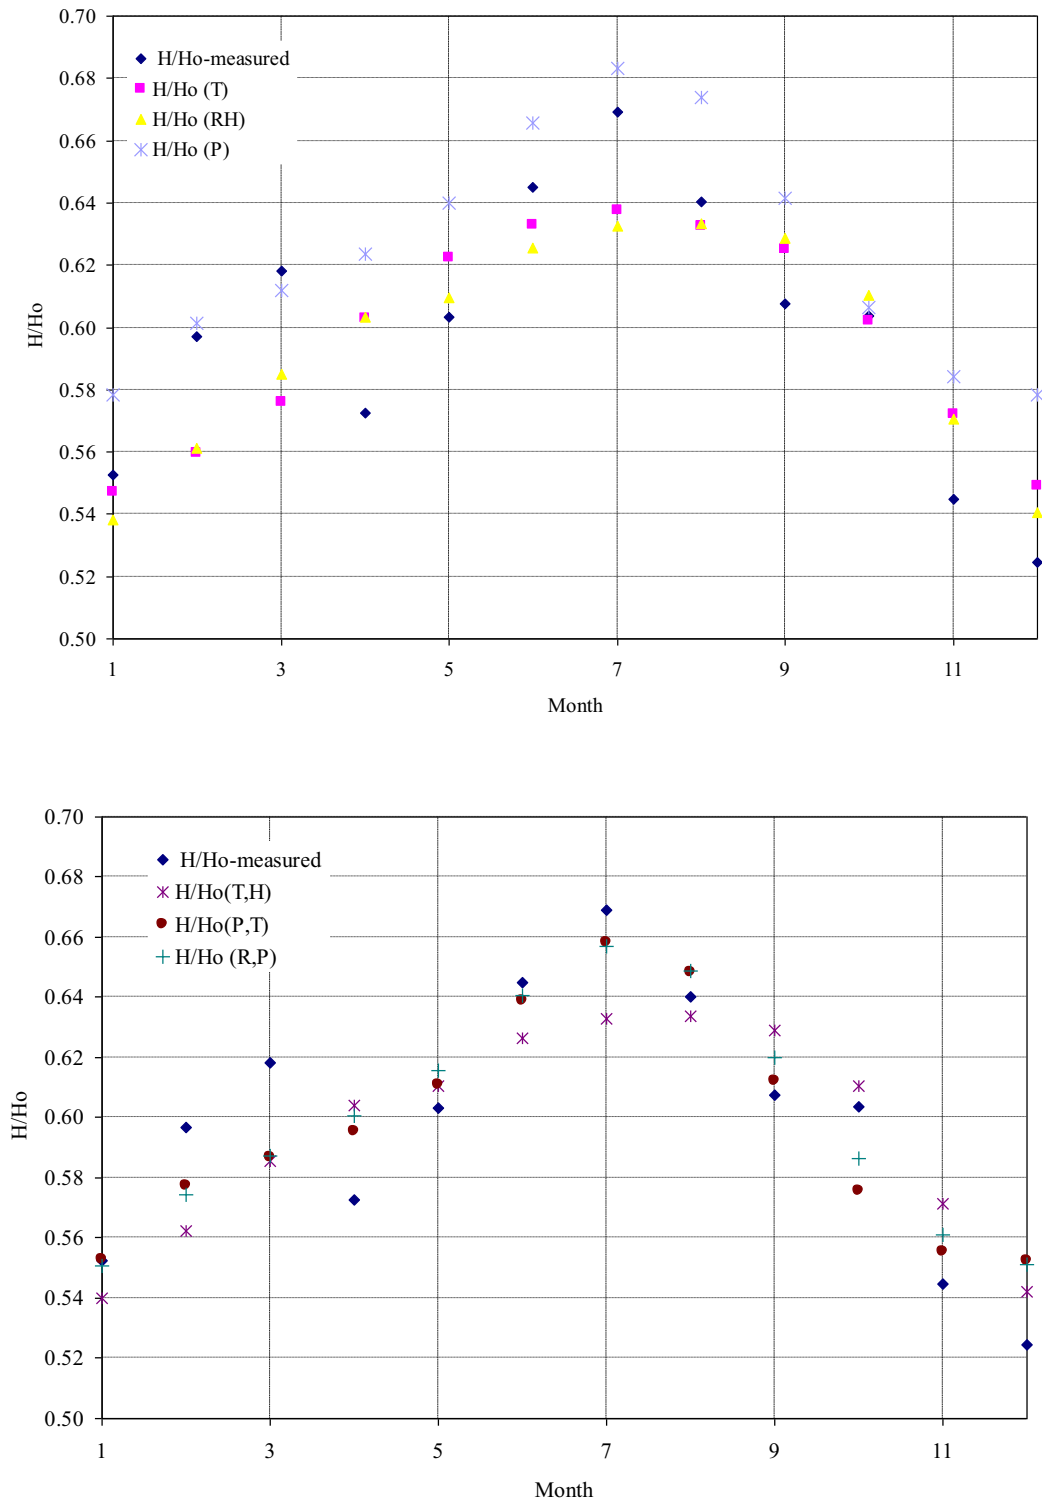 0.70
0.68
0.66
0.64
0.62
0.60
0.58
0.56
0.54
0.52
0.50
H/Ho
H/Ho-measured
H/Ho (T)
H/Ho (RH)
H/Ho (P)
1 3 5 7 9 11
Month
0.70
0.68
0.66
0.64
0.62
0.60
0.58
0.56
0.54
0.52
0.50
H/Ho
H/Ho-measured
H/Ho(T,H)
H/Ho(P,T)
H/Ho (R,P)
1 3 5 7 9 11
Month